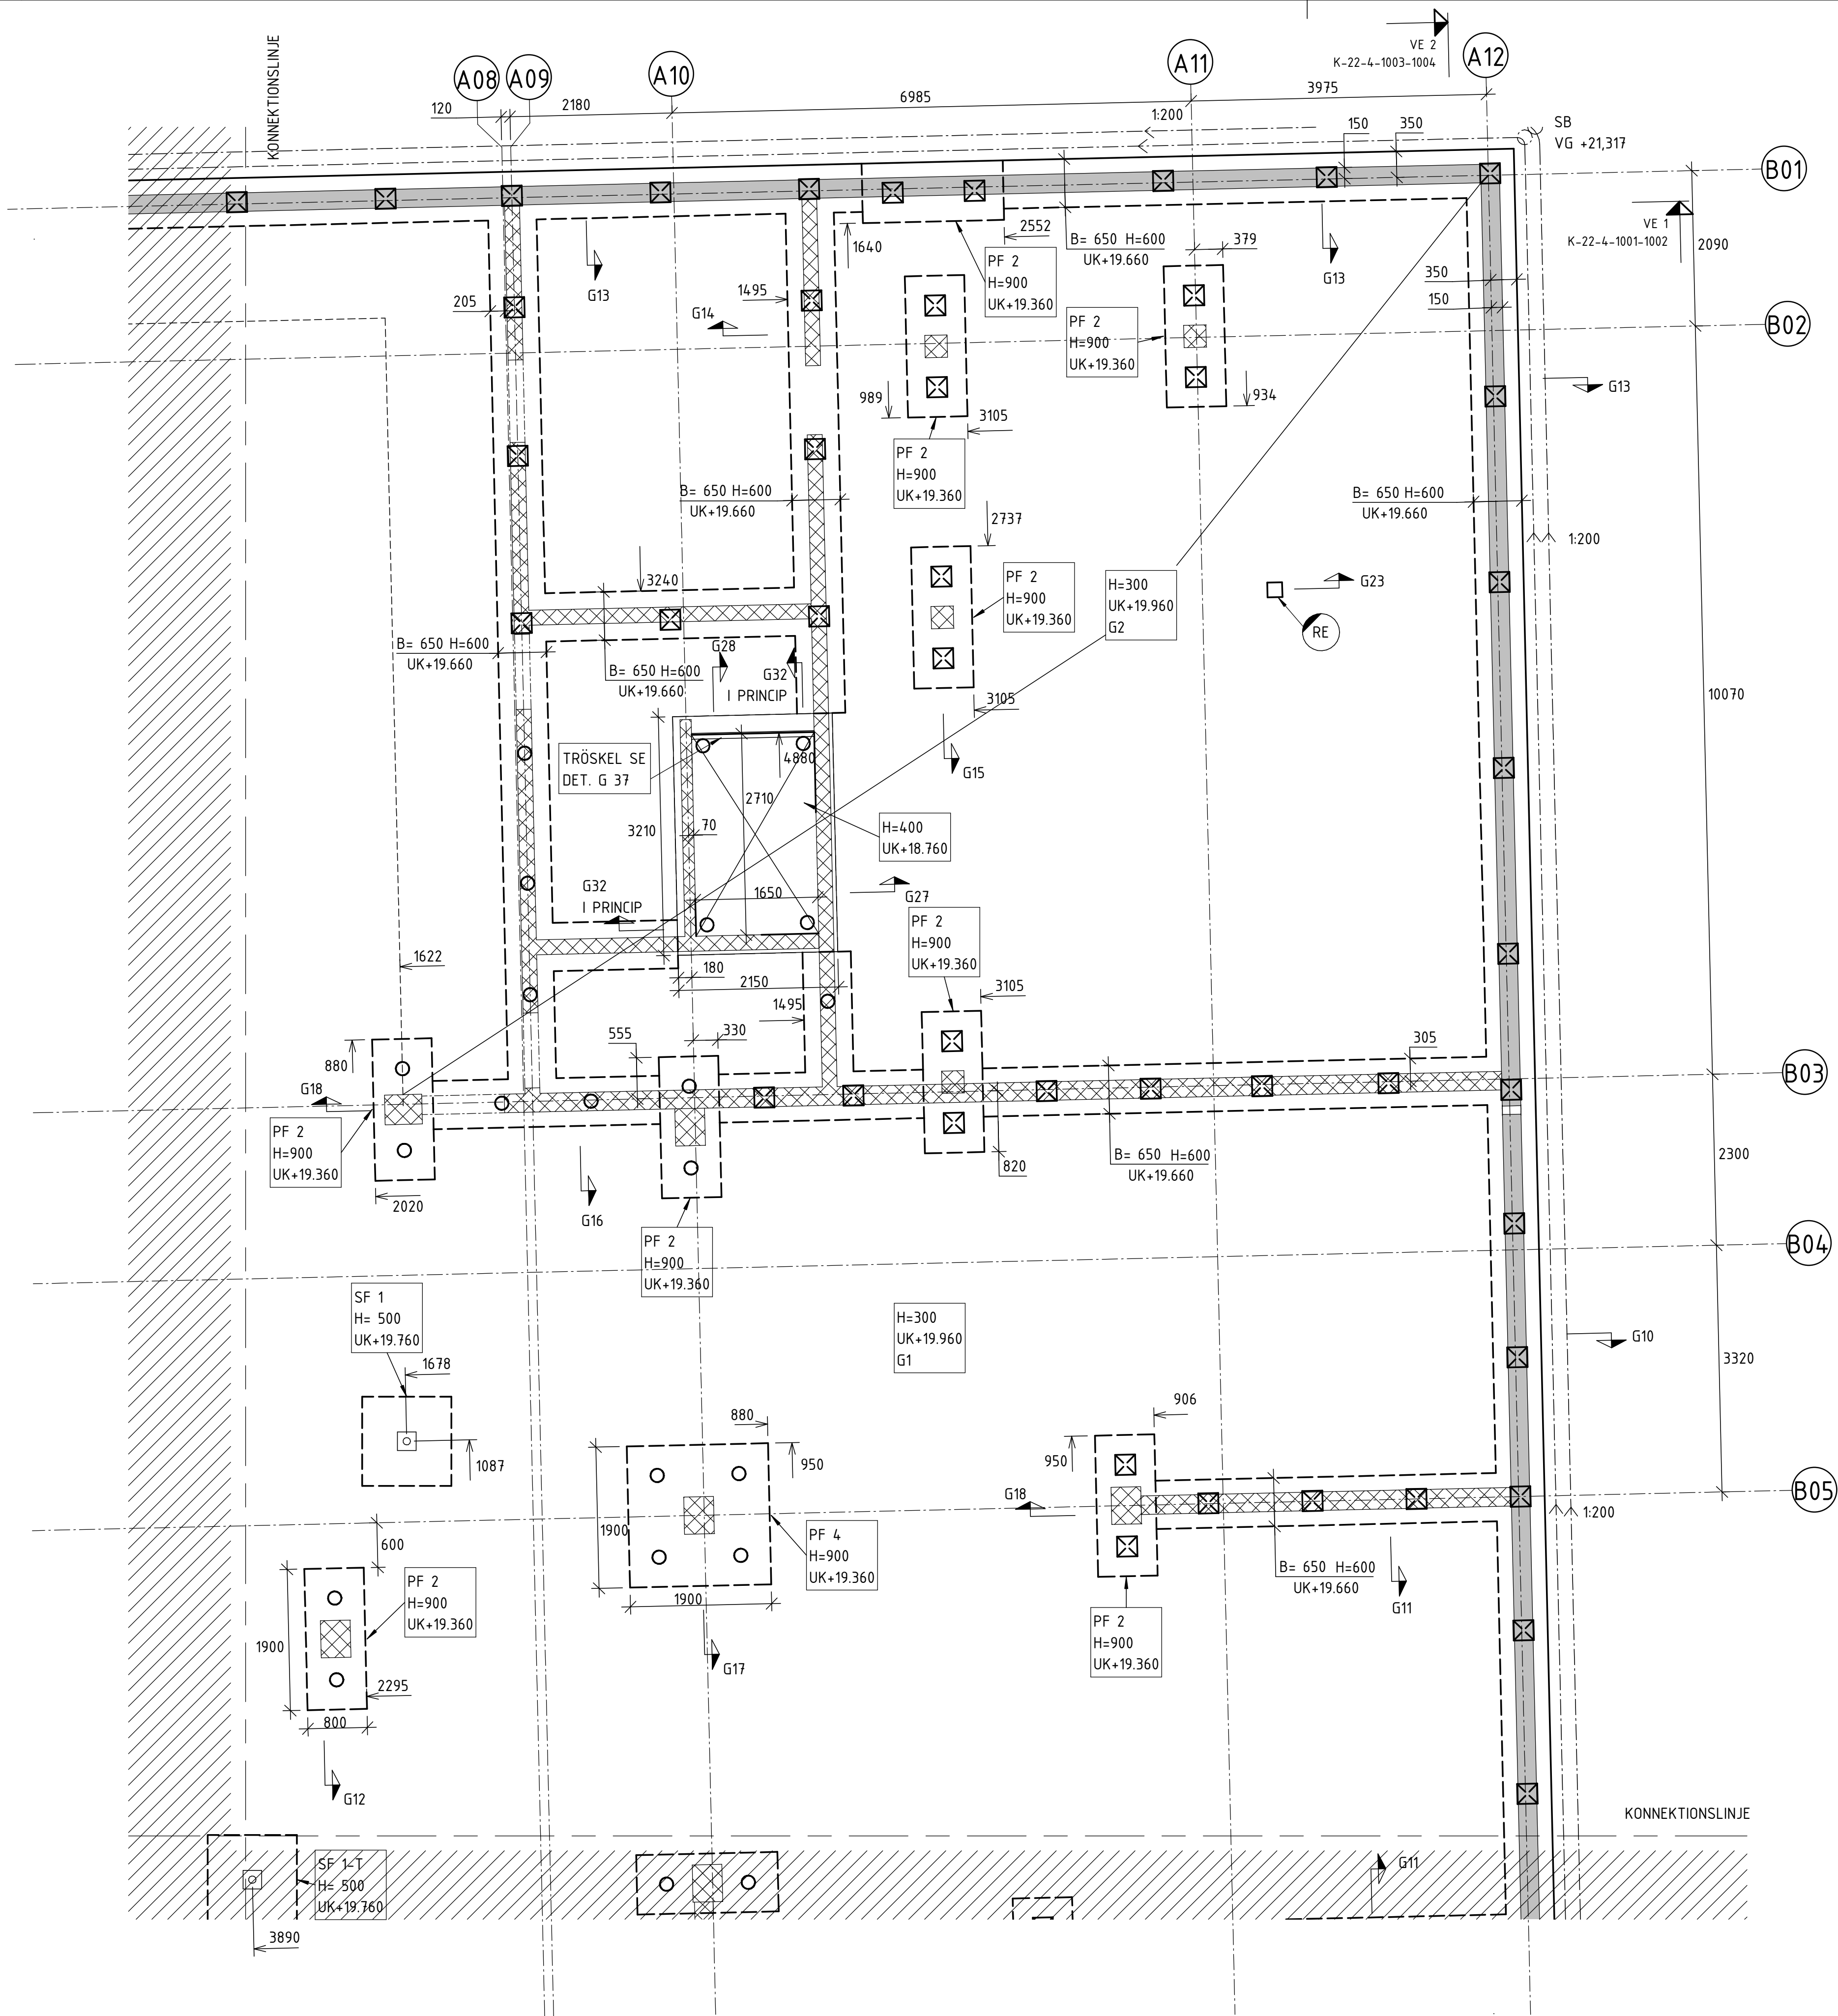 KONNEKTIONSLINJE
A08
A09
A10
A11
A12
VE 2
K-22-4-1003-1004
120
2180
6985
3975
1:200
150
350
SB
VG +21,317
B01
VE 1
K-22-4-1001-1002
2090
350
150
B02
205
G13
1495
G14
1640
2552
PF 2
H=900
UK+19.360
B= 650 H=600
UK+19.660
379
G13
PF 2
H=900
UK+19.360
934
G13
989
3105
PF 2
H=900
UK+19.360
B= 650 H=600
UK+19.660
B= 650 H=600
UK+19.660
2737
1:200
3240
PF 2
H=900
UK+19.360
H=300
UK+19.960
G2
G23
RE
B= 650 H=600
UK+19.660
B= 650 H=600
UK+19.660
G28
G32
I PRINCIP
3105
10070
TRÖSKEL SE
DET. G 37
4880
G15
2710
3210
70
H=400
UK+18.760
1650
G32
I PRINCIP
G27
PF 2
H=900
UK+19.360
1622
180
2150
1495
3105
555
330
305
880
G18
B03
PF 2
H=900
UK+19.360
2020
G16
820
B= 650 H=600
UK+19.660
2300
PF 2
H=900
UK+19.360
B04
SF 1
H= 500
UK+19.760
H=300
UK+19.960
G1
G10
1678
3320
1087
880
950
906
950
G18
B05
1:200
600
1900
PF 4
H=900
UK+19.360
1900
PF 2
H=900
UK+19.360
1900
2295
800
G17
B= 650 H=600
UK+19.660
G11
PF 2
H=900
UK+19.360
G12
KONNEKTIONSLINJE
SF 1-T
H= 500
UK+19.760
G11
3890